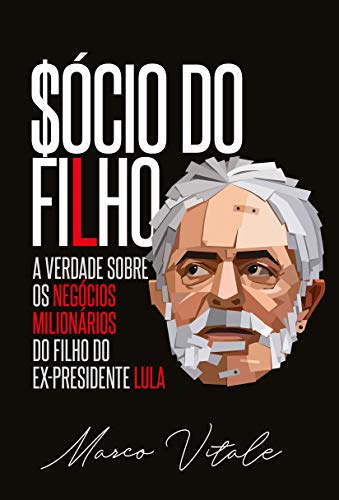 $ÓCIO DO
FILHO
A VERDADE SOBRE
OS NEGÓCIOS
MILIONÁRIOS
DO FILHO DO
EX-PRESIDENTE LULA
Marco Vitale